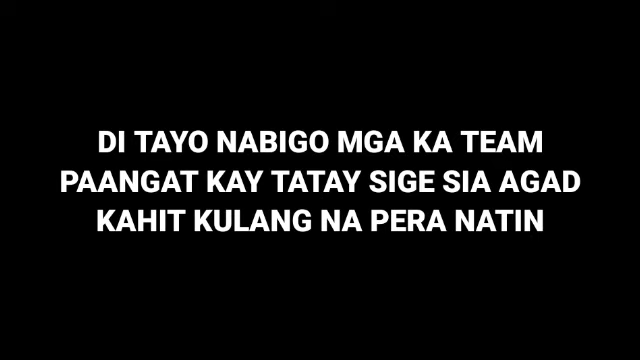 DI TAYO NABIGO MGA KA TEAM
PAANGAT KAY TATAY SIGE SIA AGAD
KAHIT KULANG NA PERA NATIN